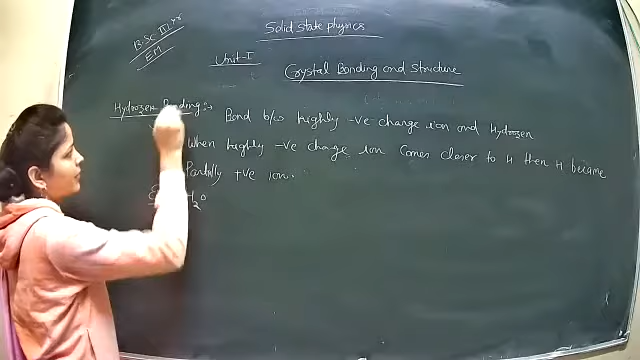 Solid state physics
B.SC III yr
EM
Unit-I
Crystal Bonding and structure
Hydrogen Bonding :→ Bond b/w highly -ve charge ion and Hydrogen
When highly -ve charge ion Comes closer to H then H became
Partially +ve ion.
H2O